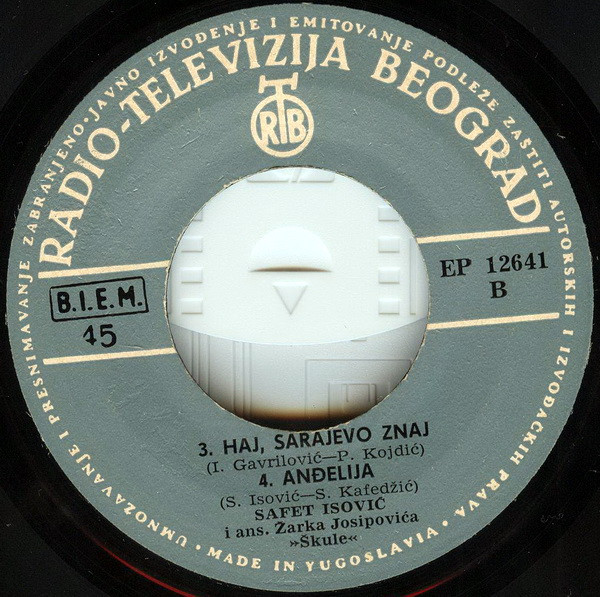 UMNOŽAVANJE I PRESNIMAVANJE ZABRANJENO·JAVNO IZVOĐENJE I EMITOVANJE PODLEŽE ZAŠTITI AUTORSKIH I IZVOĐAČKIH PRAVA·
RADIO-TELEVIZIJA BEOGRAD
RTB
B.I.E.M.
45
EP 12641
B
3. HAJ, SARAJEVO ZNAJ
(I. Gavrilović—P. Kojdić)
4. ANĐELIJA
(S. Isović—S. Kafedžić)
SAFET ISOVIĆ
i ans. Žarka Josipovića
»Škule«
·MADE IN YUGOSLAVIA·